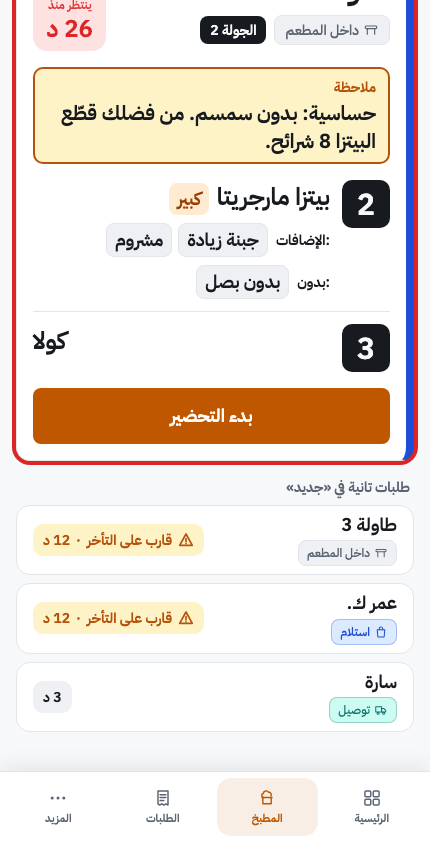 ينتظر منذ
26 د
داخل المطعم
الجولة 2
ملاحظة
حساسية: بدون سمسم. من فضلك قطّع
البيتزا 8 شرائح.
2
بيتزا مارجريتا
كبير
الإضافات:
جبنة زيادة
مشروم
بدون:
بدون بصل
3
كولا
بدء التحضير
طلبات تانية في «جديد»
طاولة 3
داخل المطعم
قارب على التأخر · 12 د
عمر ك.
استلام
قارب على التأخر · 12 د
سارة
توصيل
3 د
الرئيسية
المطبخ
الطلبات
المزيد